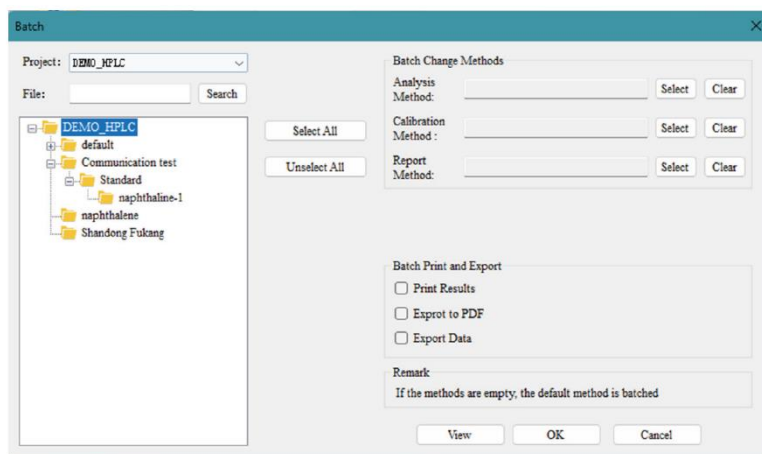 Batch
Project: DEMO_HPLC
File: Search
DEMO_HPLC
default
Communication test
Standard
naphthaline-1
naphthalene
Shandong Fukang
Select All
Unselect All
Batch Change Methods
Analysis
Method: Select Clear
Calibration
Method : Select Clear
Report
Method: Select Clear
Batch Print and Export
Print Results
Exprot to PDF
Export Data
Remark
If the methods are empty, the default method is batched
View OK Cancel